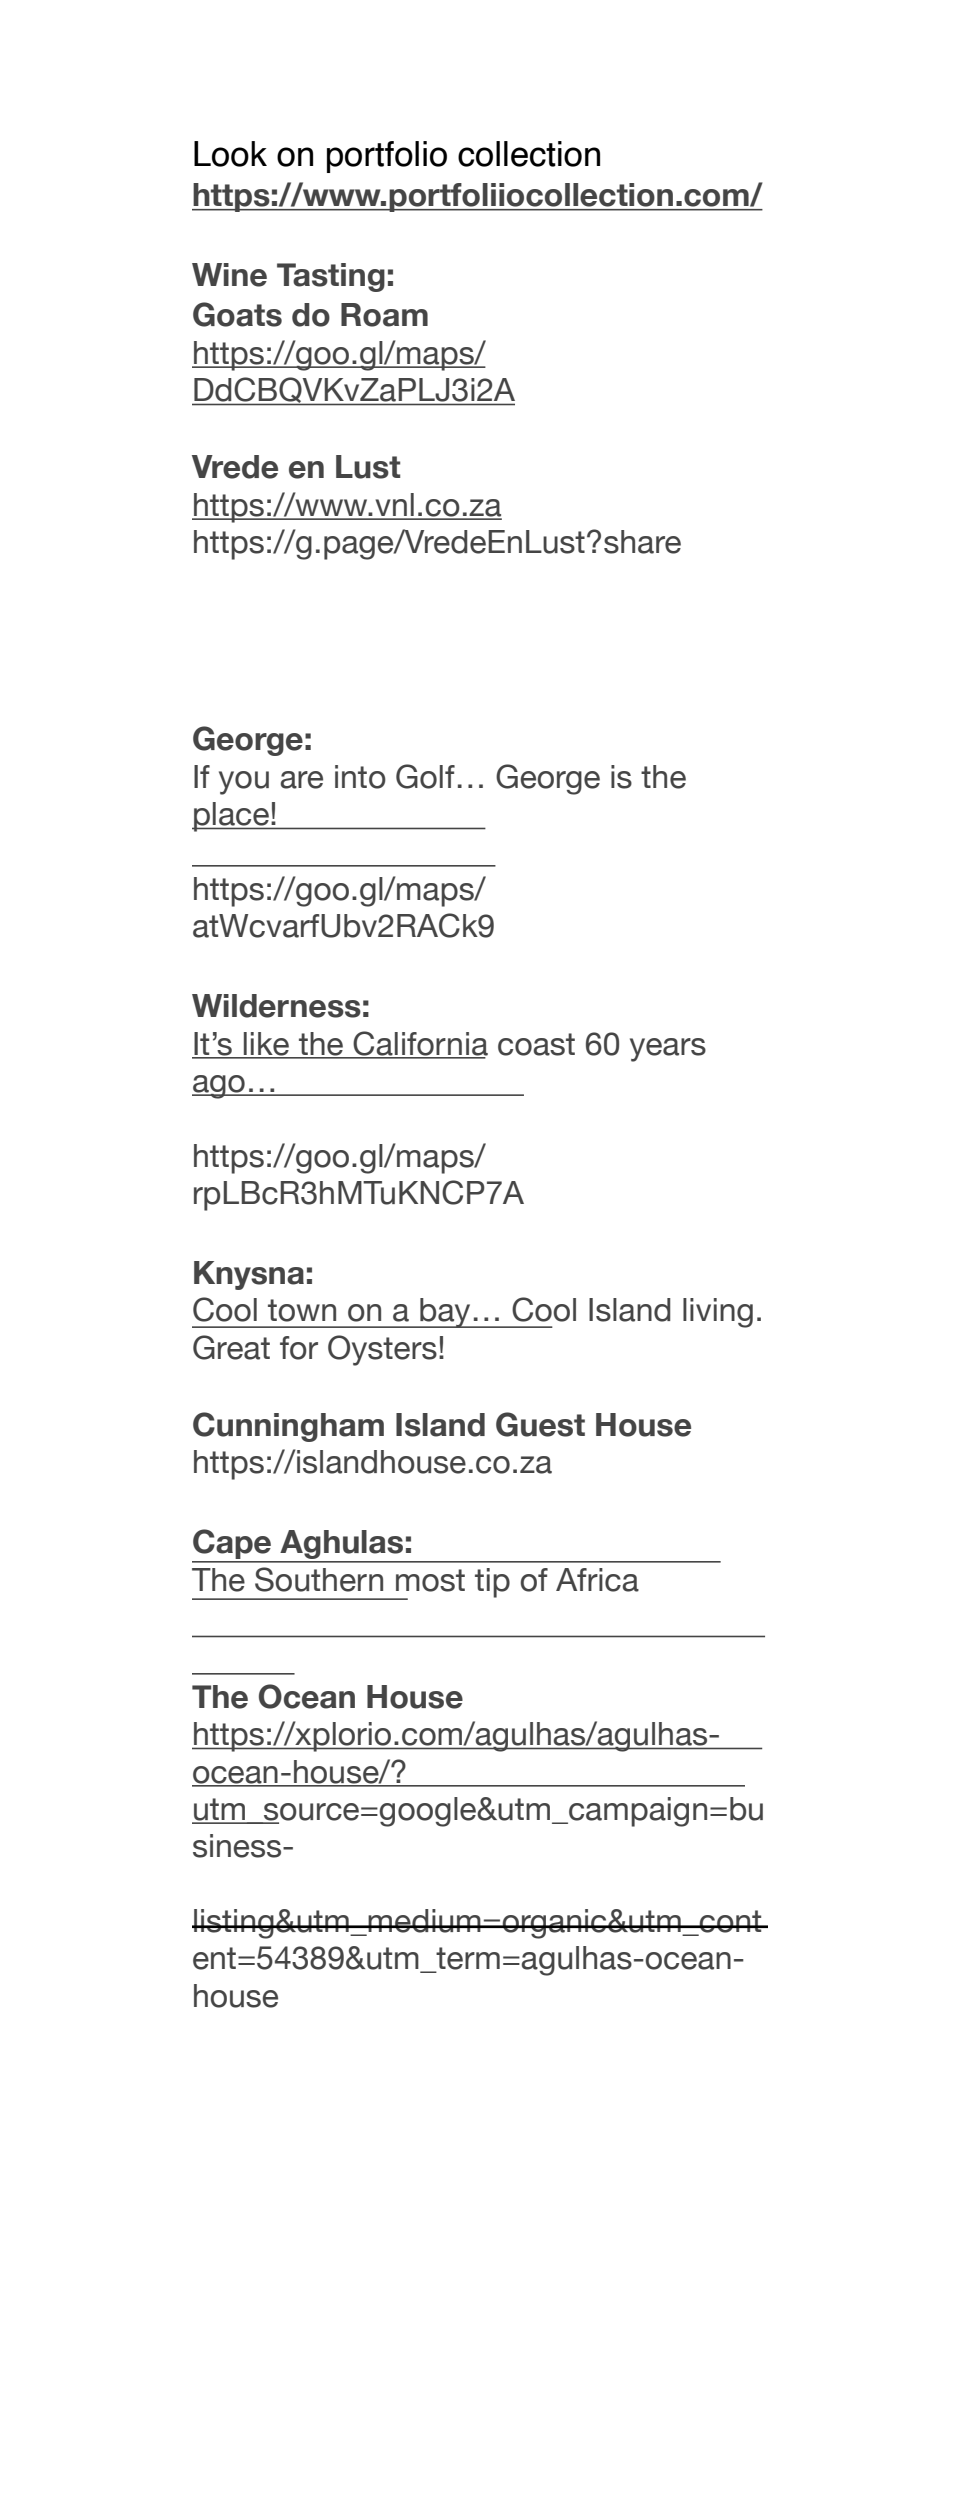 Look on portfolio collection
https://www.portfoliiocollection.com/
Wine Tasting:
Goats do Roam
https://goo.gl/maps/
DdCBQVKvZaPLJ3i2A
Vrede en Lust
https://www.vnl.co.za
https://g.page/VredeEnLust?share
George:
If you are into Golf… George is the
place!
https://goo.gl/maps/
atWcvarfUbv2RACk9
Wilderness:
It’s like the California coast 60 years
ago…
https://goo.gl/maps/
rpLBcR3hMTuKNCP7A
Knysna:
Cool town on a bay… Cool Island living.
Great for Oysters!
Cunningham Island Guest House
https://islandhouse.co.za
Cape Aghulas:
The Southern most tip of Africa
The Ocean House
https://xplorio.com/agulhas/agulhas-
ocean-house/?
utm_source=google&utm_campaign=bu
siness-
listing&utm_medium=organic&utm_cont
ent=54389&utm_term=agulhas-ocean-
house